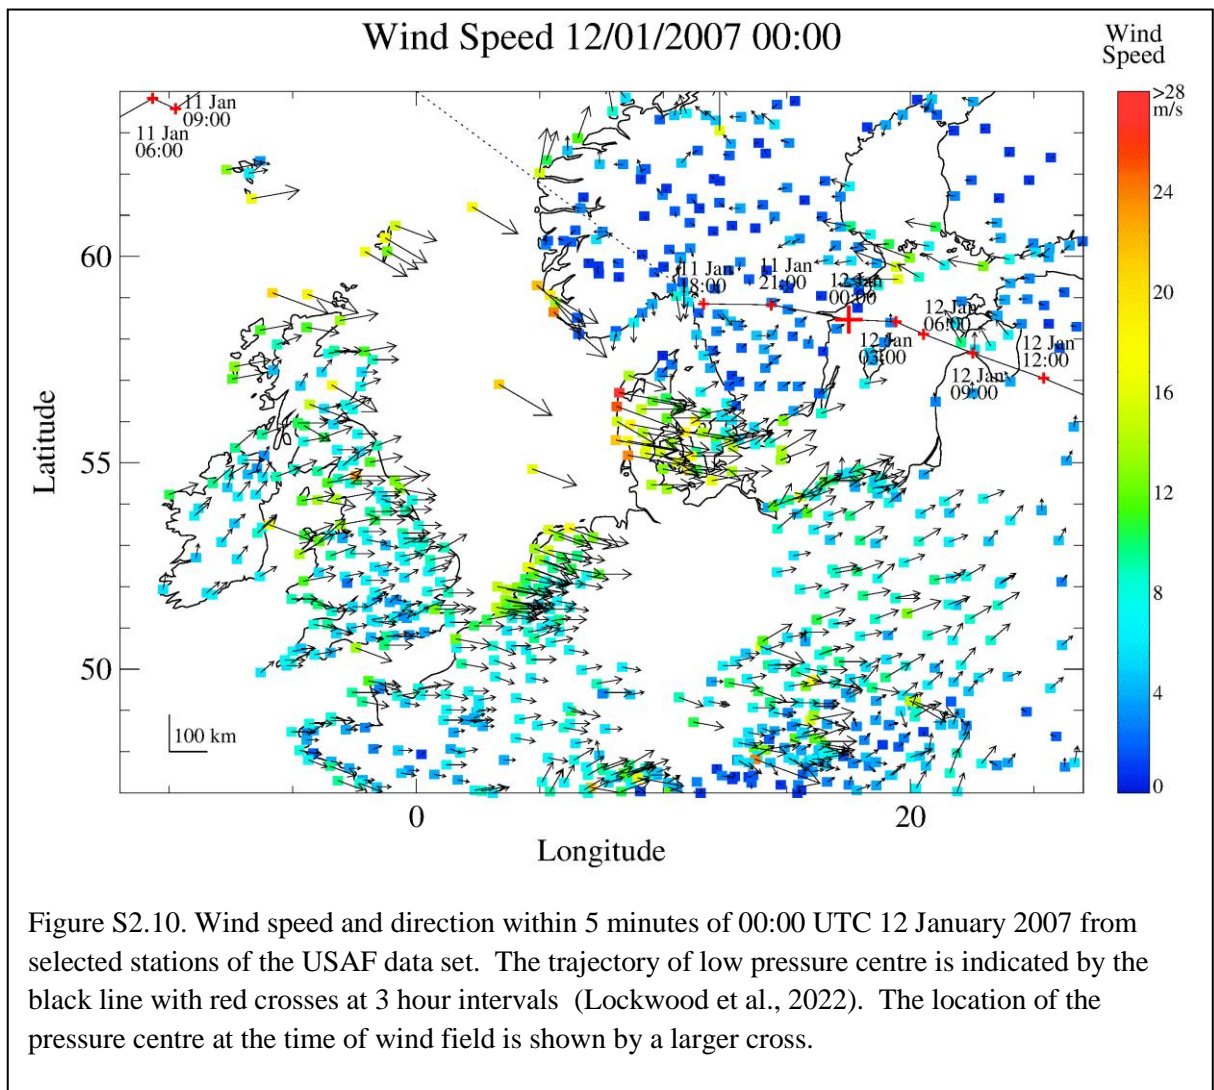 Wind Speed 12/01/2007 00:00
Wind
Speed
>28
m/s
24
20
16
12
8
4
0
11 Jan
09:00
11 Jan
06:00
11 Jan
18:00
11 Jan
21:00
12 Jan
00:00
12 Jan
03:00
12 Jan
06:00
12 Jan
09:00
12 Jan
12:00
60
55
50
Latitude
100 km
0
20
Longitude
Figure S2.10. Wind speed and direction within 5 minutes of 00:00 UTC 12 January 2007 from
selected stations of the USAF data set. The trajectory of low pressure centre is indicated by the
black line with red crosses at 3 hour intervals (Lockwood et al., 2022). The location of the
pressure centre at the time of wind field is shown by a larger cross.